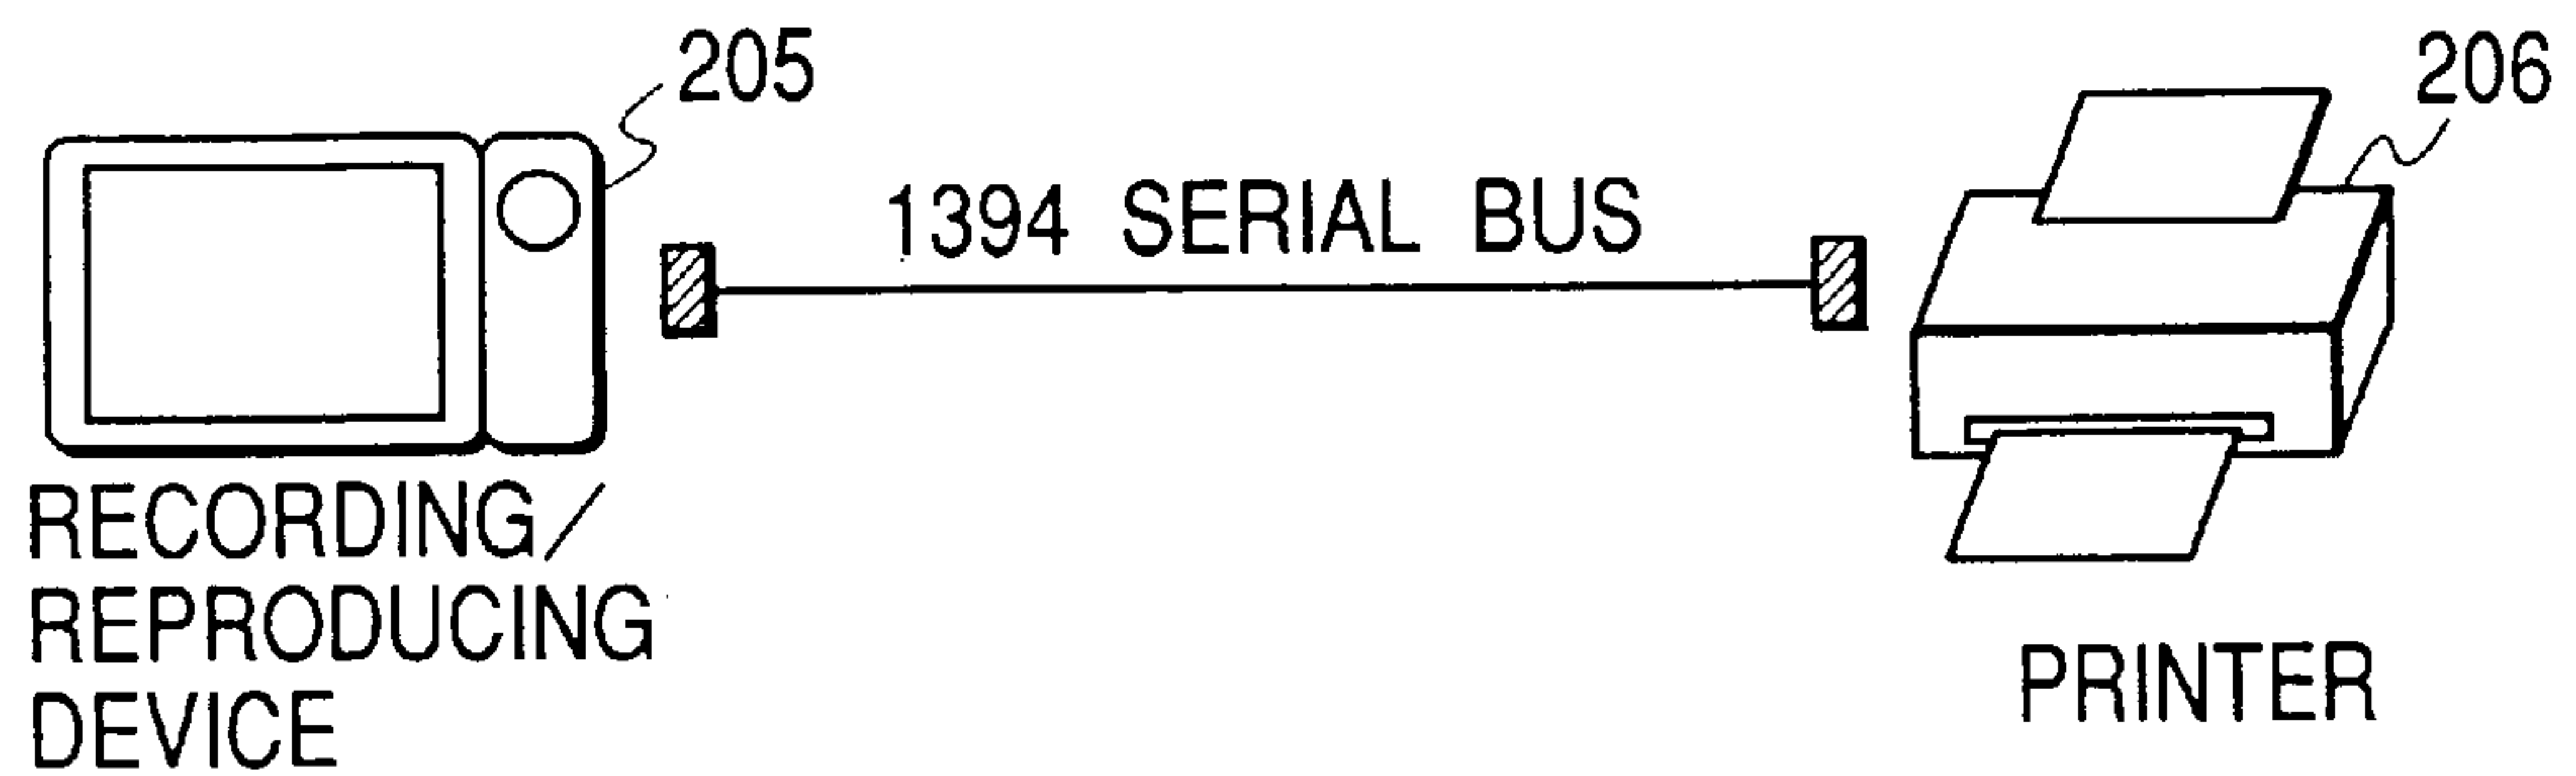 205
206
1394 SERIAL BUS
RECORDING/
REPRODUCING
DEVICE
PRINTER